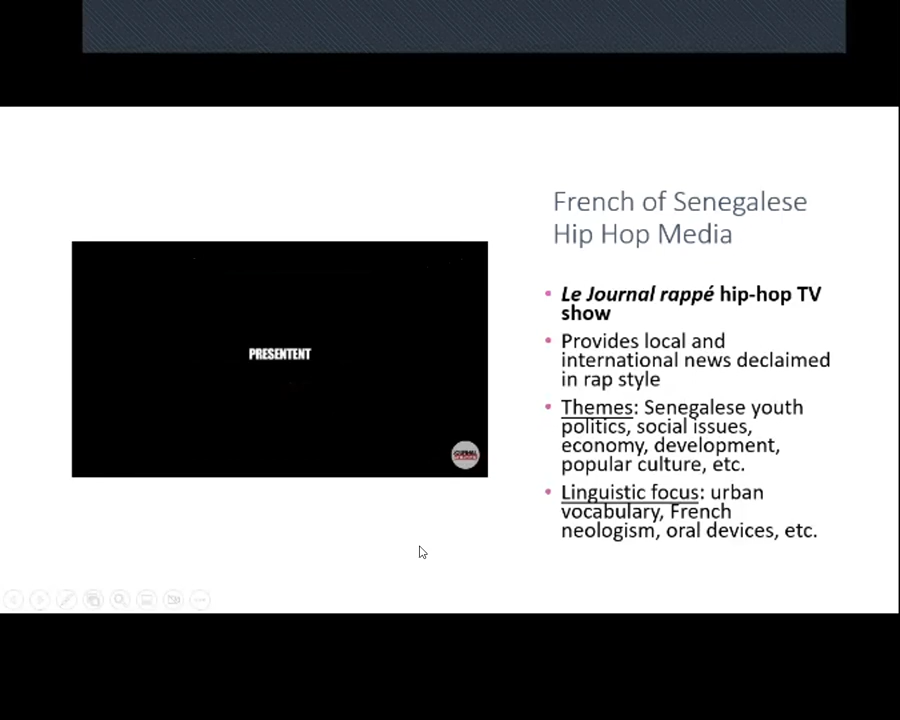 French of Senegalese
Hip Hop Media
PRESENTENT
• Le Journal rappé hip-hop TV
show
• Provides local and
international news declaimed
in rap style
• Themes: Senegalese youth
politics, social issues,
economy, development,
popular culture, etc.
• Linguistic focus: urban
vocabulary, French
neologism, oral devices, etc.